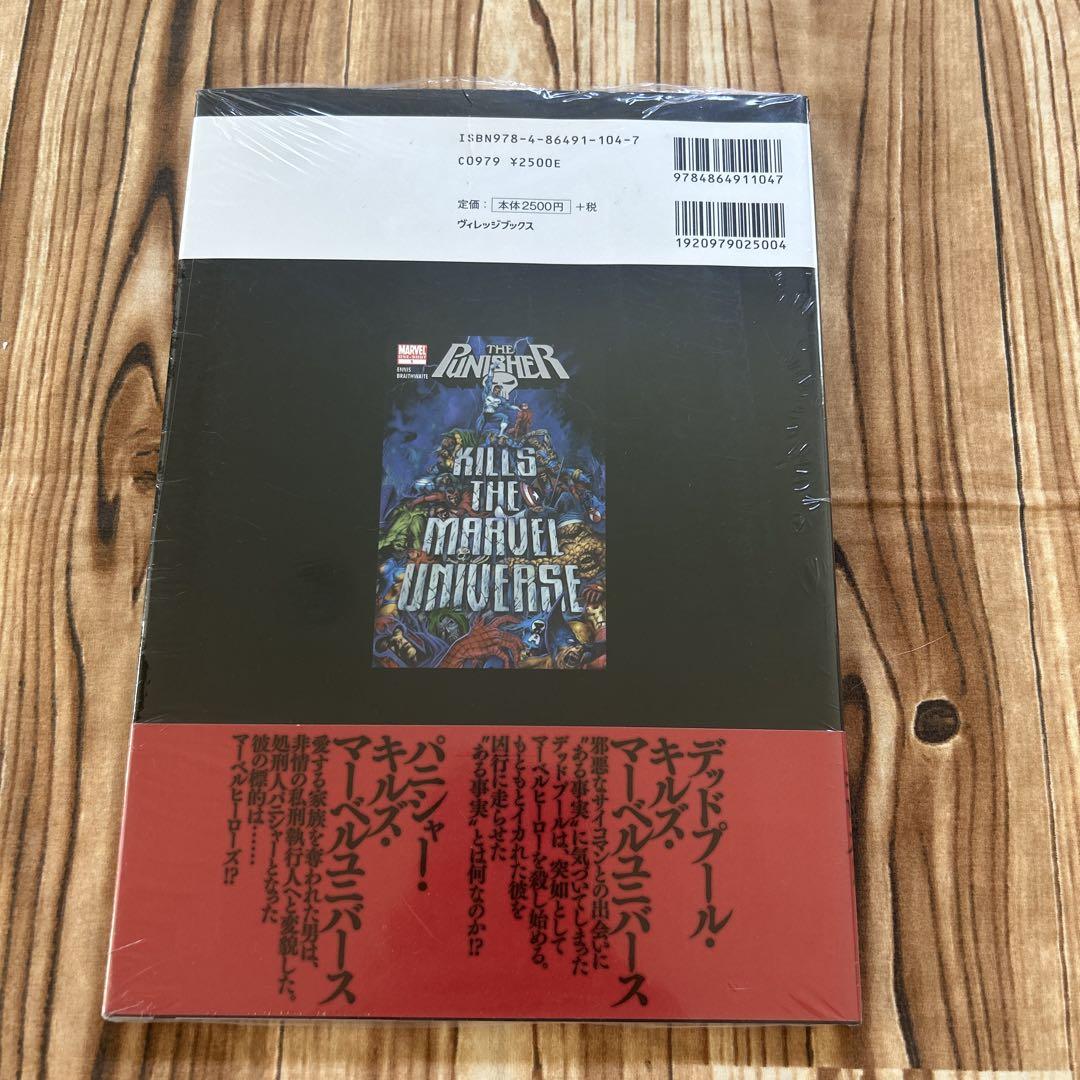 ISBN978-4-86491-104-7
C0979 ¥2500E
定価：本体2500円+税
ヴィレッジブックス
9784864911047
1920979025004
MARVEL
ONE-SHOT
1
ENNIS
BRAITHWAITE
THE
PUNISHER
KILLS
THE
MARVEL
UNIVERSE
デッドプール・
キルズ・
マーベルユニバース
邪悪なサイコマンとの出会いに
"ある事実"に気づいてしまった
デッドプールは、突如として
マーベルヒーローを殺し始める。
もともとイカれた彼を
凶行に走らせた
"ある事実"とは何なのか!?
パニシャー・
キルズ・
マーベルユニバース
愛する家族を奪われた男は、
非情の私刑執行人へと変貌した。
処刑人パニシャーとなった
彼の標的は……
マーベルヒーローズ!?